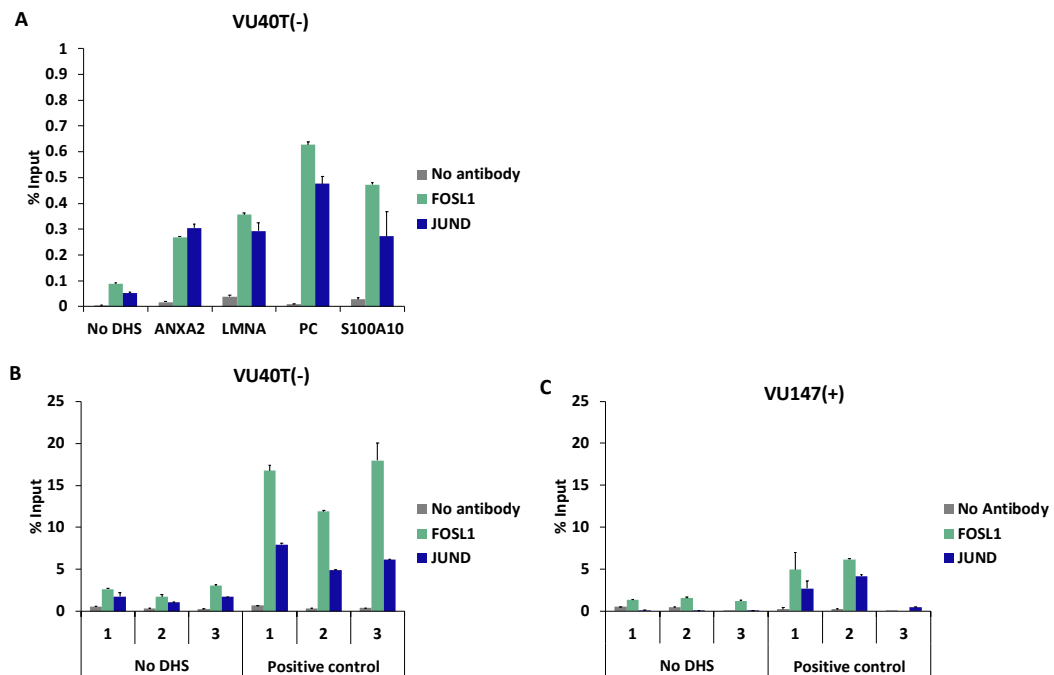 A
VU40T(-)
% Input
1
0.9
0.8
0.7
0.6
0.5
0.4
0.3
0.2
0.1
0
No DHS ANXA2 LMNA PC S100A10
No antibody
FOSL1
JUND
B
VU40T(-)
% Input
25
20
15
10
5
0
1 2 3 1 2 3
No DHS Positive control
No antibody
FOSL1
JUND
C
VU147(+)
% Input
25
20
15
10
5
0
1 2 3 1 2 3
No DHS Positive control
No Antibody
FOSL1
JUND